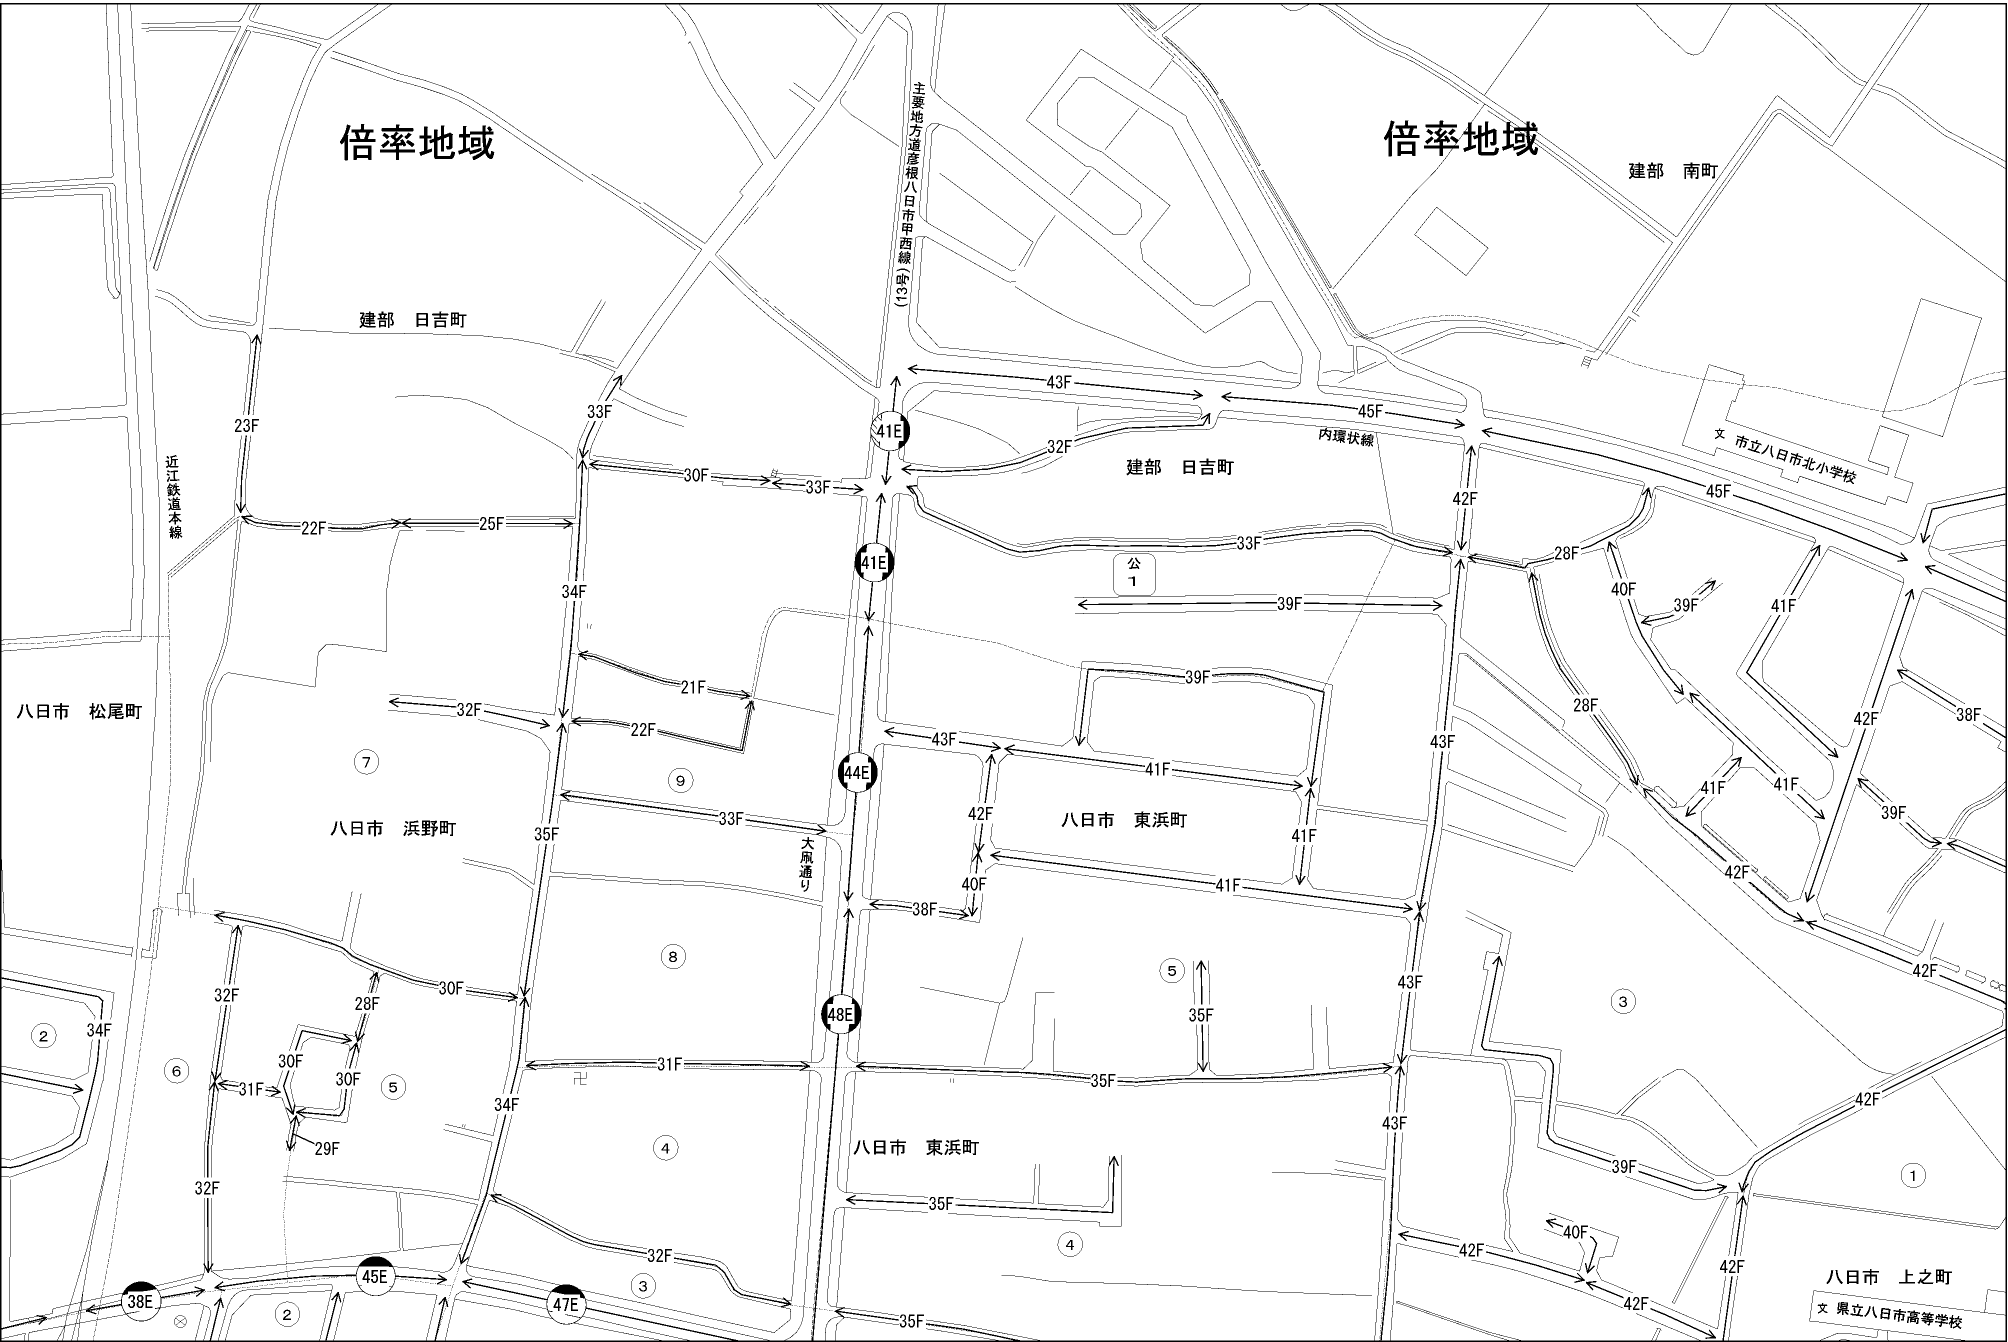 倍率地域
倍率地域
建部　南町
主要地方道彦根八日市甲西線(13号)
建部　日吉町
43F
45F
33F
41E
32F
内環状線
建部　日吉町
文 市立八日市北小学校
23F
近江鉄道本線
30F
33F
42F
45F
22F
25F
33F
28F
41E
公
1
34F
39F
40F
39F
41F
21F
39F
28F
八日市　松尾町
32F
22F
43F
43F
42F
38F
7
9
44E
41F
41F
41F
八日市　浜野町
35F
33F
42F
八日市　東浜町
41F
39F
大凧通り
40F
41F
42F
38F
8
5
43F
42F
32F
28F
30F
3
2
34F
48E
35F
6
30F
30F
31F
5
31F
35F
34F
42F
43F
29F
4
八日市　東浜町
39F
1
32F
35F
40F
32F
4
42F
42F
38E
45E
3
八日市　上之町
2
47E
42F
35F
文 県立八日市高等学校